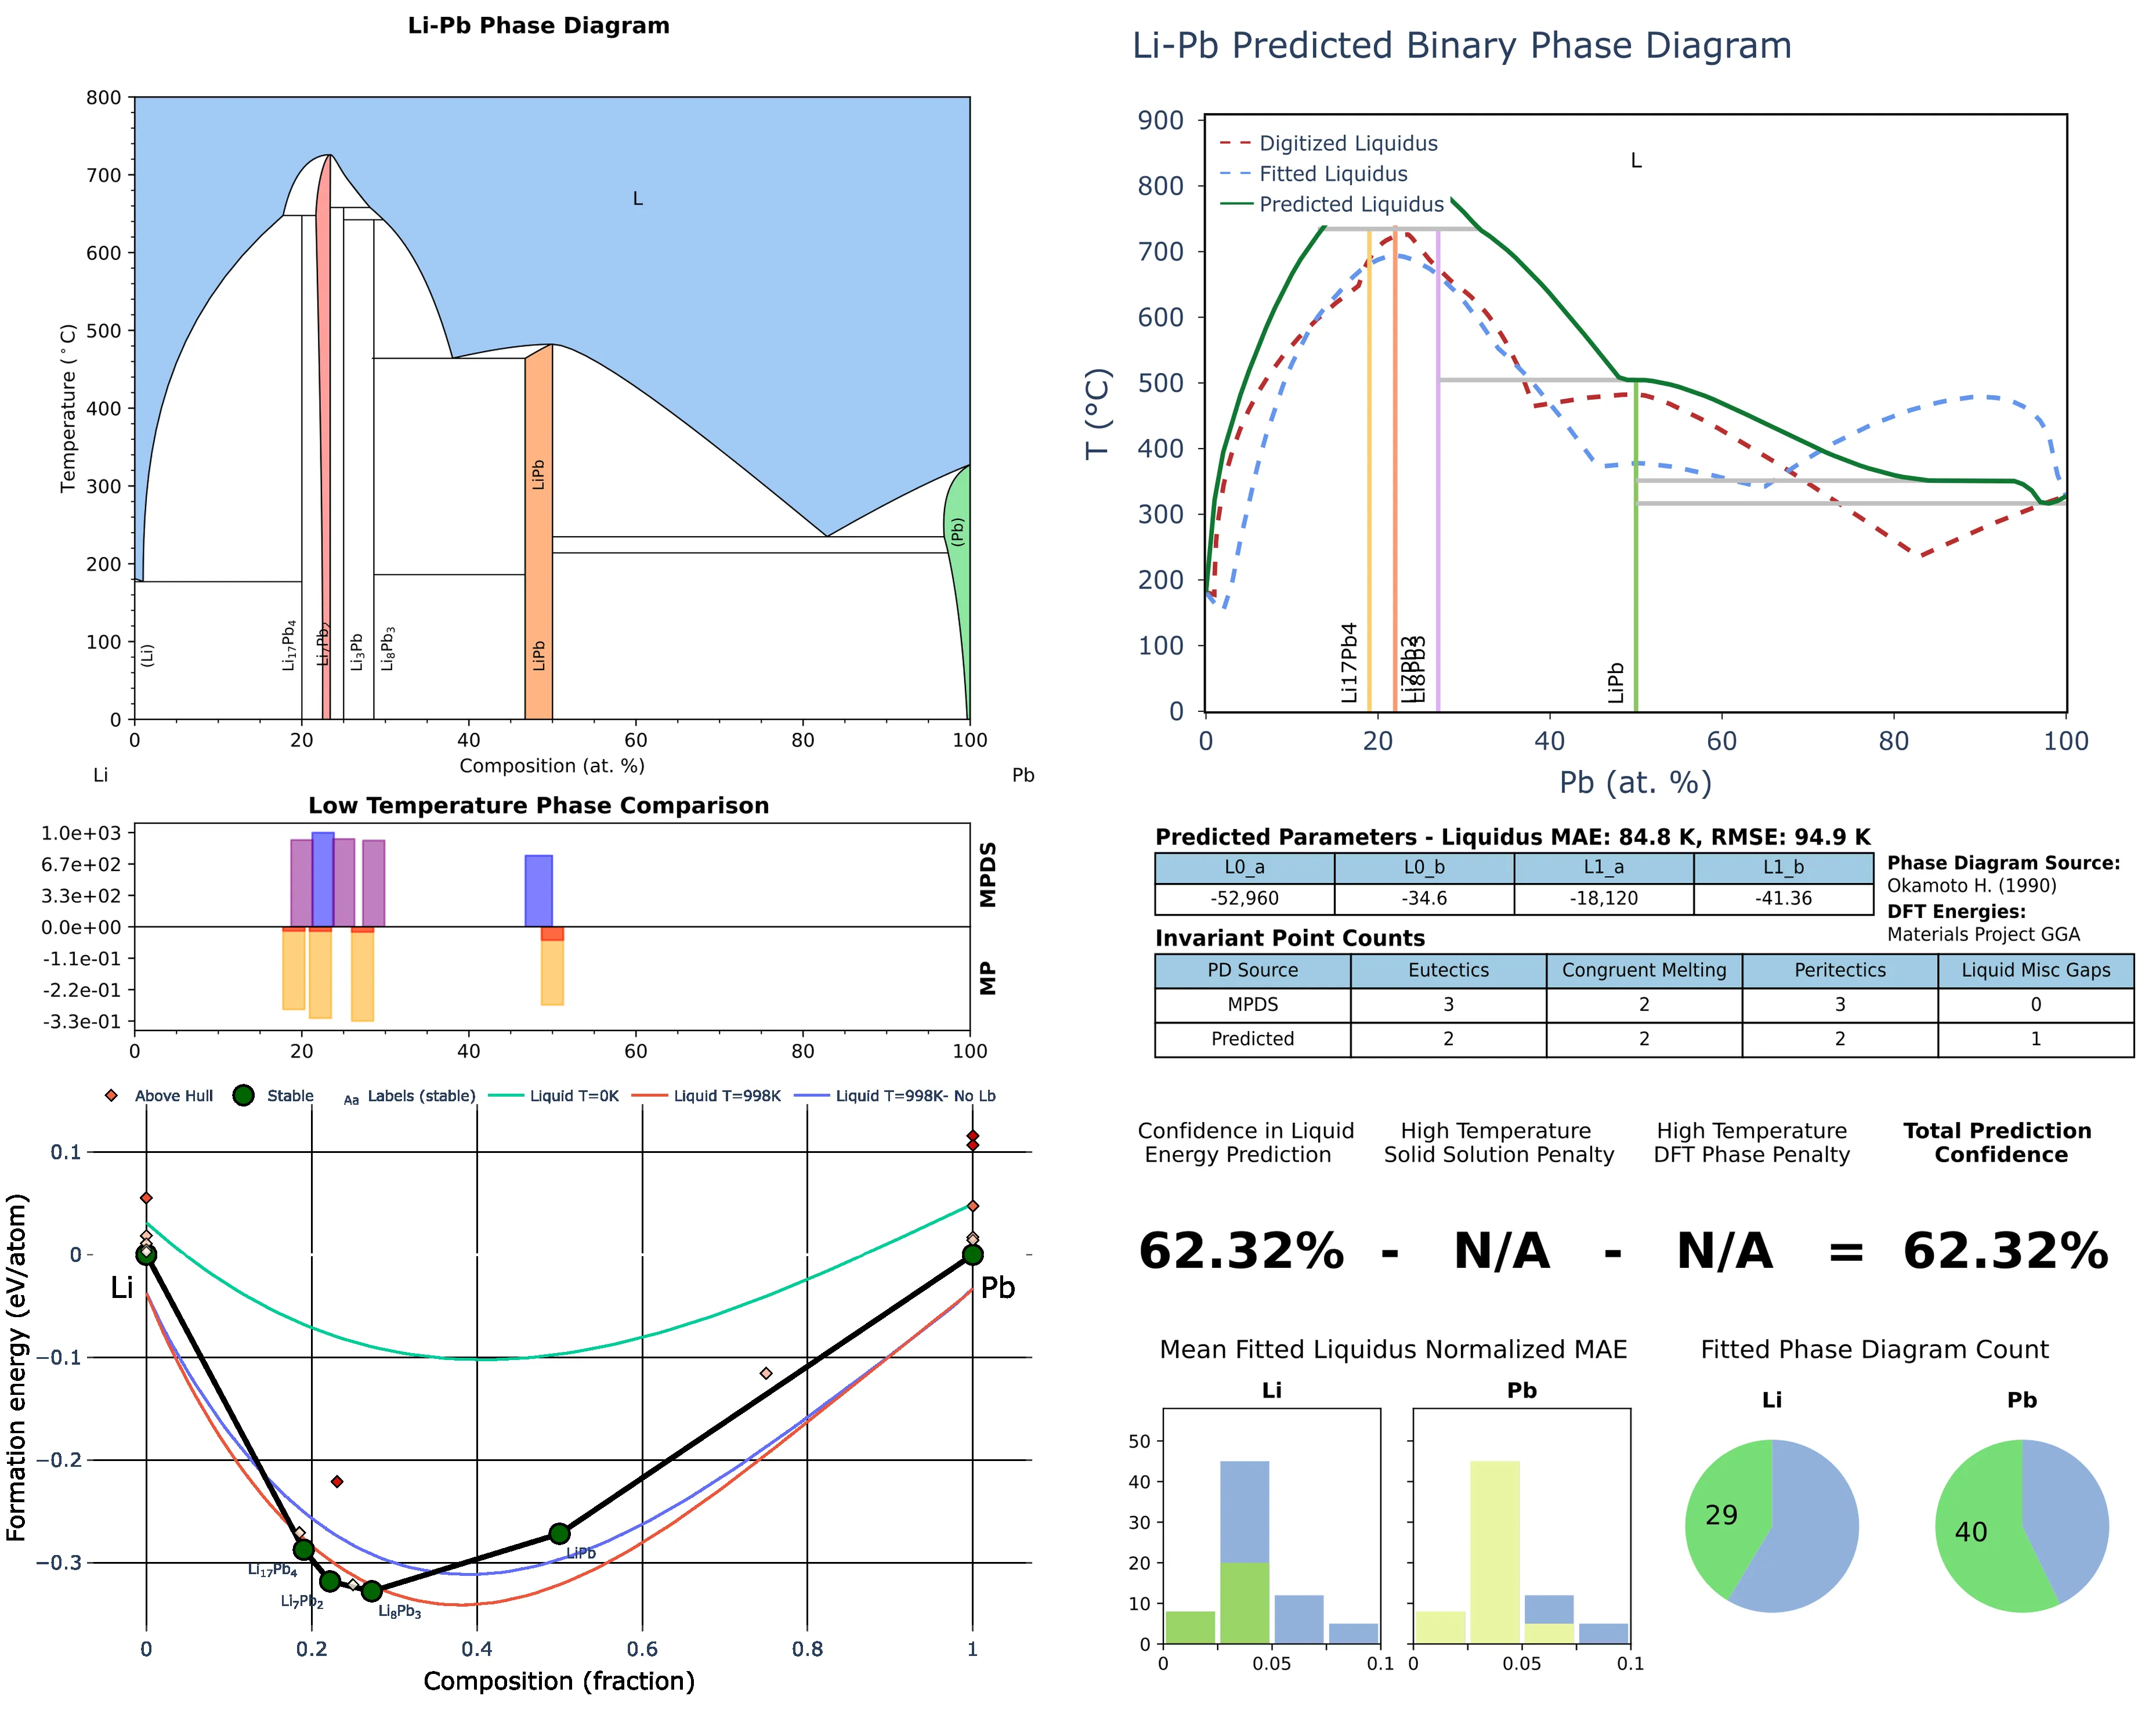 Li-Pb Phase Diagram
800
700
600
500
400
300
200
100
0
Temperature (°C)
L
LiPb
(Pb)
(Li)
Li17Pb4
Li7Pb2
Li3Pb
Li8Pb3
LiPb
0 20 40 60 80 100
Composition (at. %)
Li
Pb
Low Temperature Phase Comparison
1.0e+03
6.7e+02
3.3e+02
0.0e+00
-1.1e-01
-2.2e-01
-3.3e-01
MPDS
MP
0 20 40 60 80 100
Above Hull Stable Aa Labels (stable) Liquid T=0K Liquid T=998K Liquid T=998K- No Lb
0.1
0
−0.1
−0.2
−0.3
Formation energy (eV/atom)
Li
Pb
Li17Pb4
Li7Pb2
Li8Pb3
LiPb
0 0.2 0.4 0.6 0.8 1
Composition (fraction)
Li-Pb Predicted Binary Phase Diagram
900
800
700
600
500
400
300
200
100
0
T (°C)
Digitized Liquidus
Fitted Liquidus
Predicted Liquidus
L
Li17Pb4
Li7Pb2
Li8Pb3
LiPb
0 20 40 60 80 100
Pb (at. %)
Predicted Parameters - Liquidus MAE: 84.8 K, RMSE: 94.9 K
L0_a L0_b L1_a L1_b
-52,960 -34.6 -18,120 -41.36
Phase Diagram Source:
Okamoto H. (1990)
DFT Energies:
Materials Project GGA
Invariant Point Counts
PD Source Eutectics Congruent Melting Peritectics Liquid Misc Gaps
MPDS 3 2 3 0
Predicted 2 2 2 1
Confidence in Liquid
Energy Prediction
High Temperature
Solid Solution Penalty
High Temperature
DFT Phase Penalty
Total Prediction
Confidence
62.32% - N/A - N/A = 62.32%
Mean Fitted Liquidus Normalized MAE
Li
Pb
50
40
30
20
10
0
0 0.05 0.1
0 0.05 0.1
Fitted Phase Diagram Count
Li
Pb
29
40